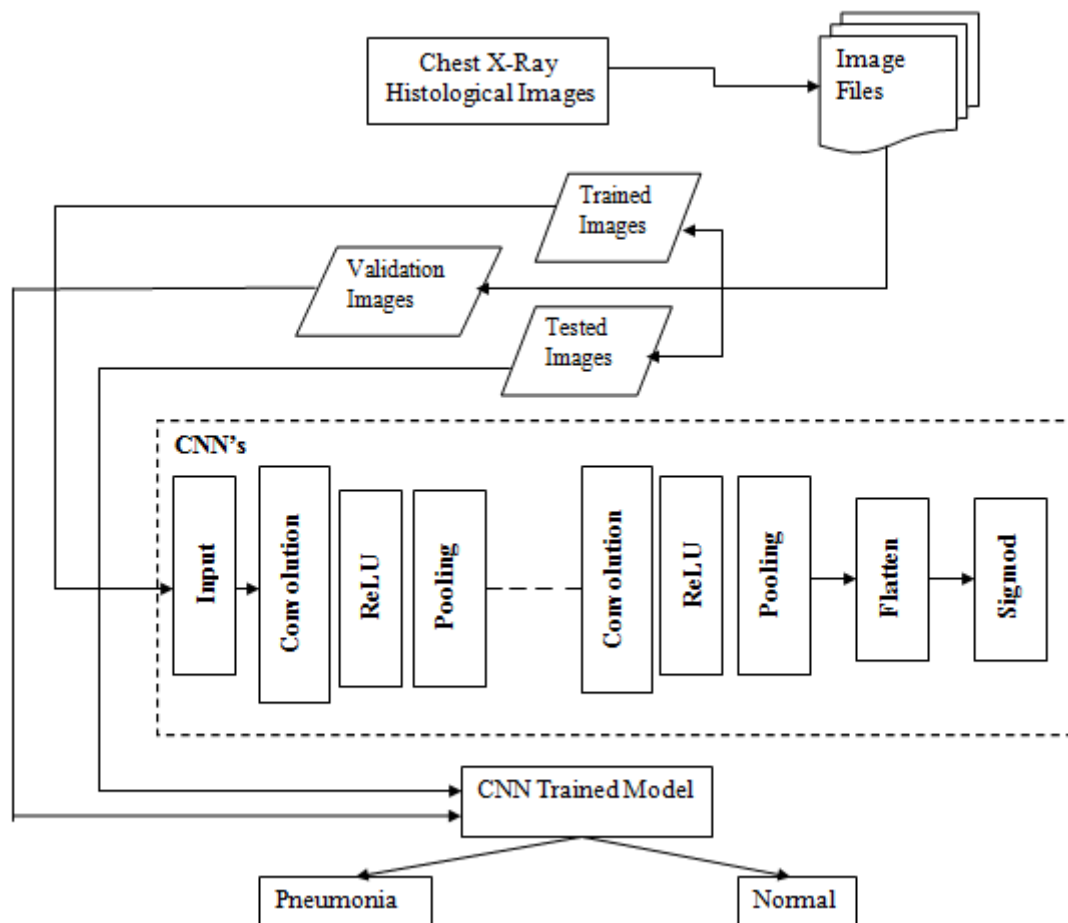 Chest X-Ray
Histological Images
Image
Files
Trained
Images
Validation
Images
Tested
Images
CNN's
Input
Convolution
ReLU
Pooling
Convolution
ReLU
Pooling
Flatten
Sigmod
CNN Trained Model
Pneumonia
Normal